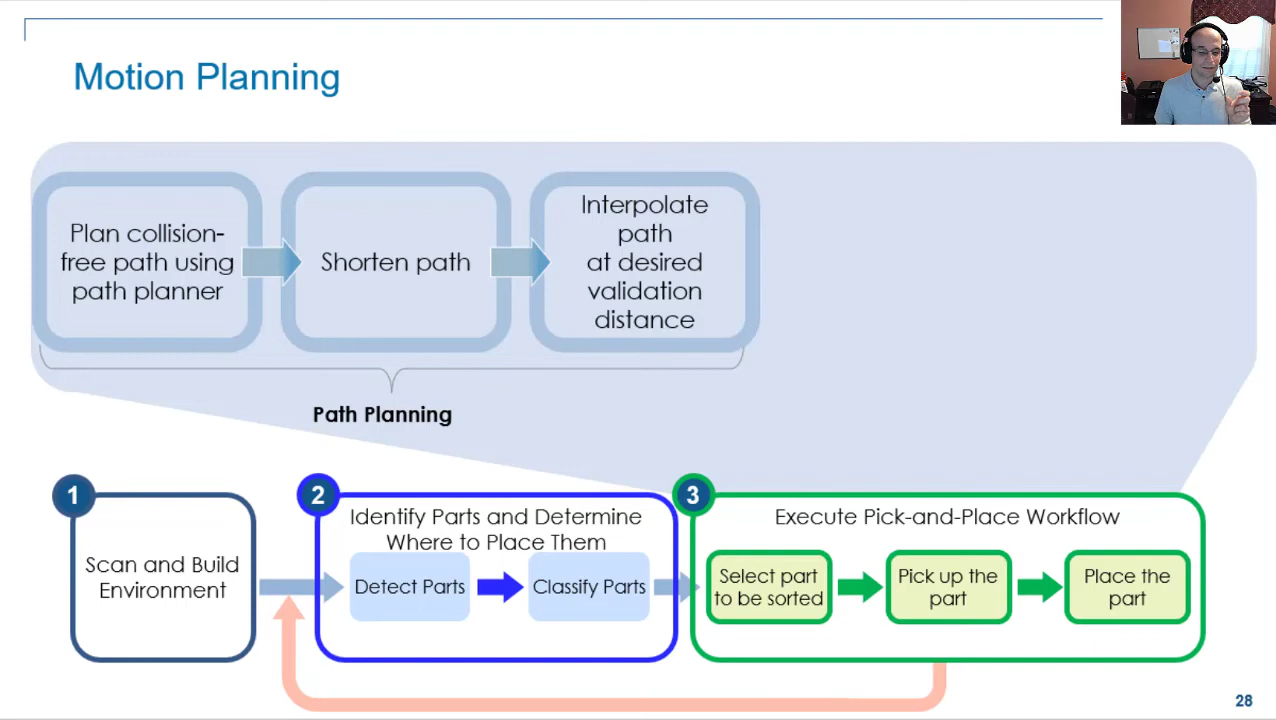 Motion Planning
Plan collision-
free path using
path planner
Shorten path
Interpolate
path
at desired
validation
distance
Path Planning
1
Scan and Build
Environment
2
Identify Parts and Determine
Where to Place Them
Detect Parts
Classify Parts
3
Execute Pick-and-Place Workflow
Select part
to be sorted
Pick up the
part
Place the
part
28